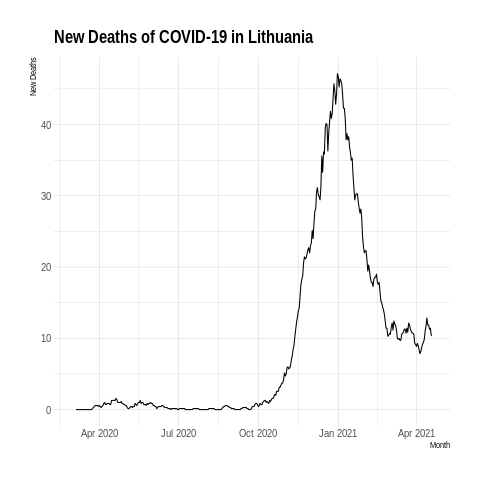 New Deaths of COVID-19 in Lithuania
New Deaths
40
30
20
10
0
Apr 2020 Jul 2020 Oct 2020 Jan 2021 Apr 2021
Month